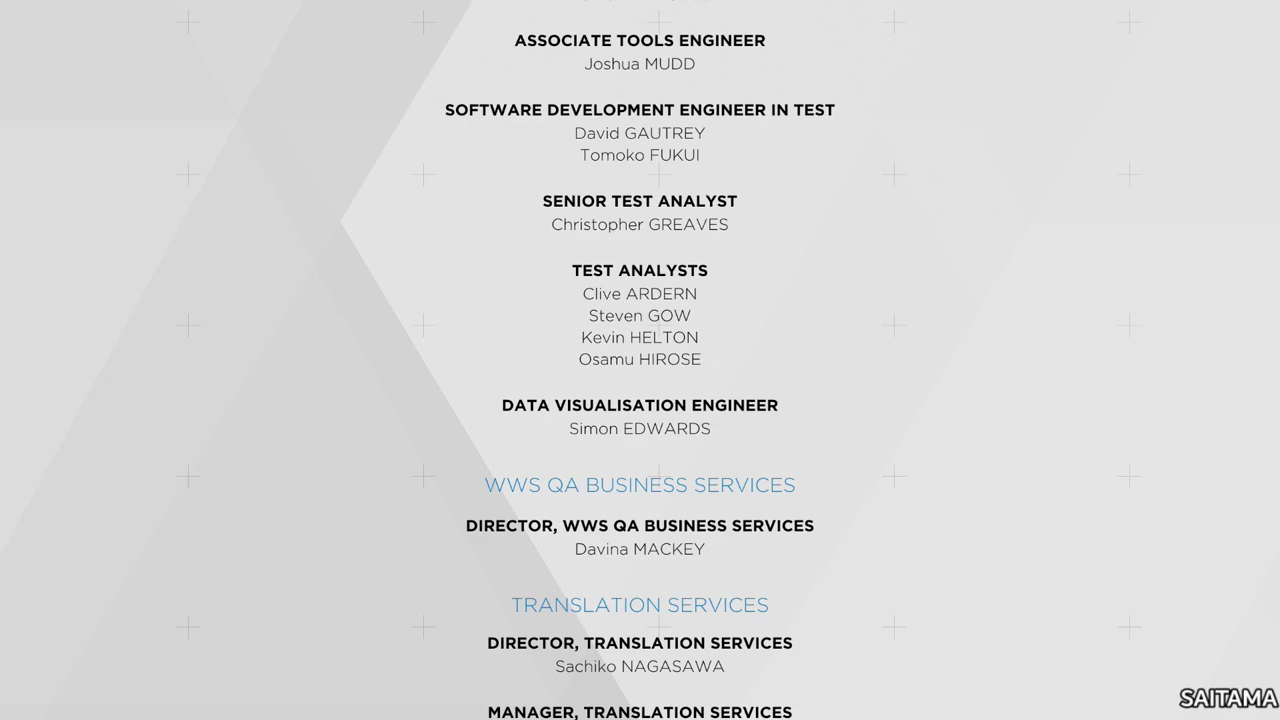 ASSOCIATE TOOLS ENGINEER
Joshua MUDD
SOFTWARE DEVELOPMENT ENGINEER IN TEST
David GAUTREY
Tomoko FUKUI
SENIOR TEST ANALYST
Christopher GREAVES
TEST ANALYSTS
Clive ARDERN
Steven GOW
Kevin HELTON
Osamu HIROSE
DATA VISUALISATION ENGINEER
Simon EDWARDS
WWS QA BUSINESS SERVICES
DIRECTOR, WWS QA BUSINESS SERVICES
Davina MACKEY
TRANSLATION SERVICES
DIRECTOR, TRANSLATION SERVICES
Sachiko NAGASAWA
MANAGER, TRANSLATION SERVICES
SAITAMA